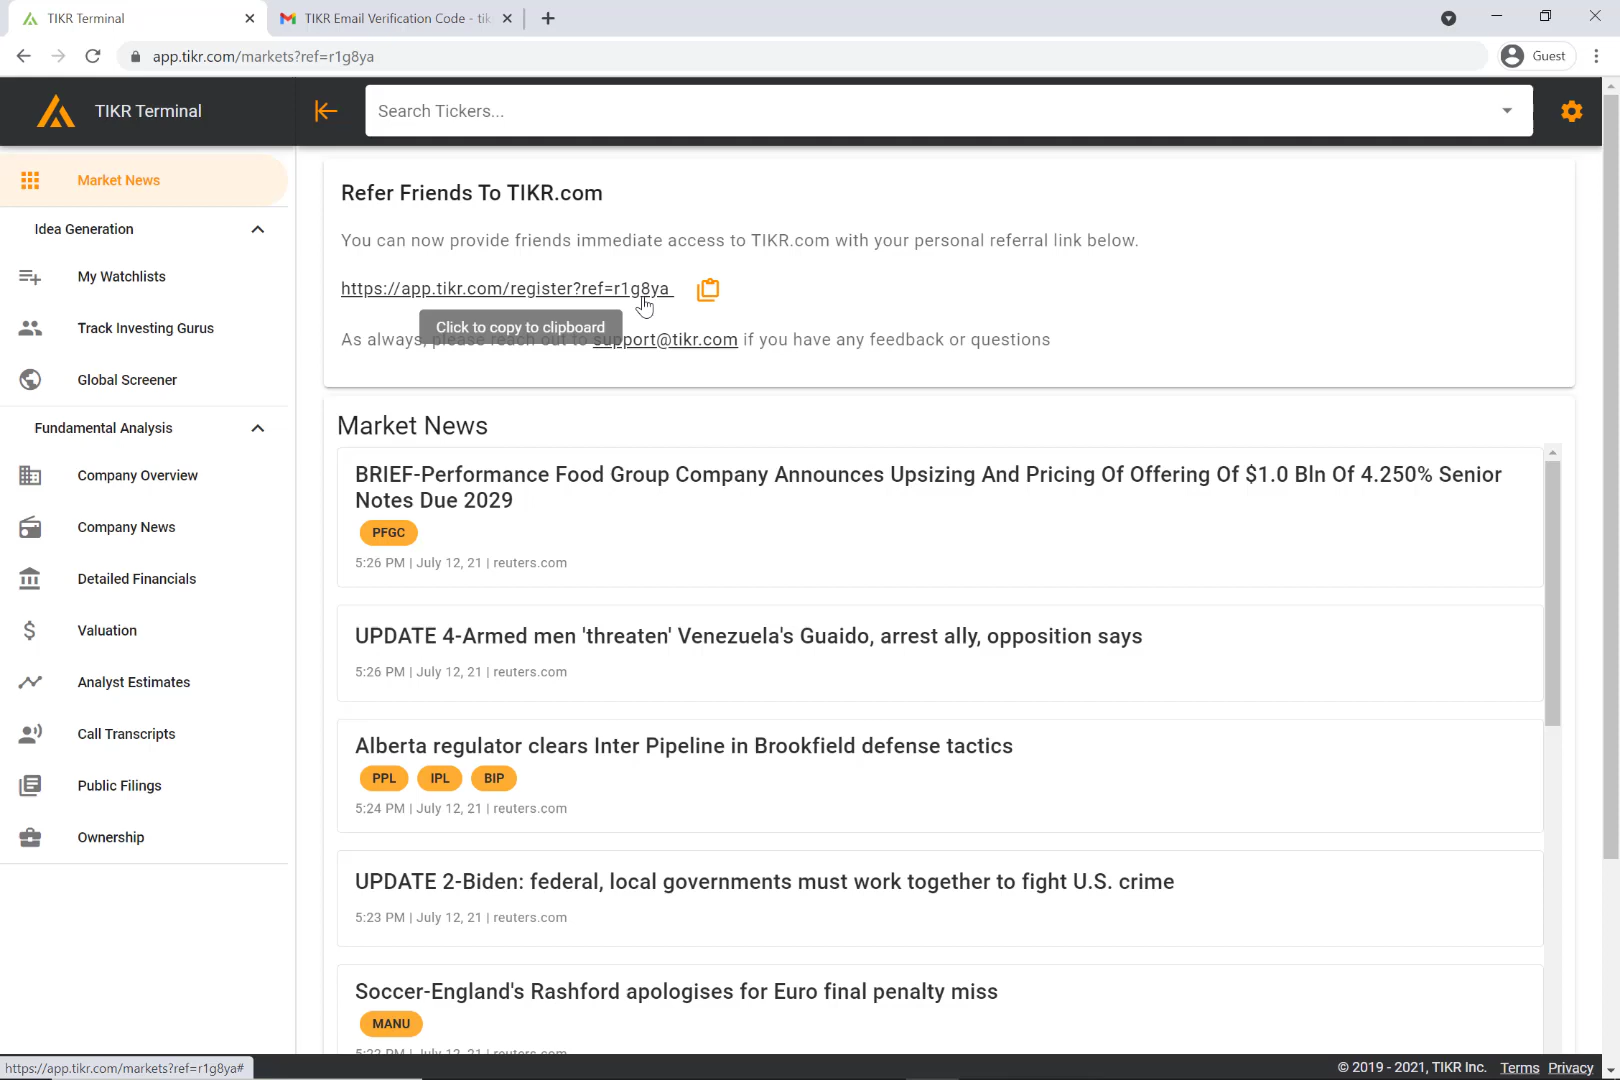 TIKR Terminal
TIKR Email Verification Code - tik
app.tikr.com/markets?ref=r1g8ya
Guest
TIKR Terminal
Search Tickers...
Market News
Idea Generation
My Watchlists
Track Investing Gurus
Global Screener
Fundamental Analysis
Company Overview
Company News
Detailed Financials
Valuation
Analyst Estimates
Call Transcripts
Public Filings
Ownership
Refer Friends To TIKR.com
You can now provide friends immediate access to TIKR.com with your personal referral link below.
https://app.tikr.com/register?ref=r1g8ya
Click to copy to clipboard
As always, please reach out to support@tikr.com if you have any feedback or questions
Market News
BRIEF-Performance Food Group Company Announces Upsizing And Pricing Of Offering Of $1.0 Bln Of 4.250% Senior
Notes Due 2029
PFGC
5:26 PM | July 12, 21 | reuters.com
UPDATE 4-Armed men 'threaten' Venezuela's Guaido, arrest ally, opposition says
5:26 PM | July 12, 21 | reuters.com
Alberta regulator clears Inter Pipeline in Brookfield defense tactics
PPL IPL BIP
5:24 PM | July 12, 21 | reuters.com
UPDATE 2-Biden: federal, local governments must work together to fight U.S. crime
5:23 PM | July 12, 21 | reuters.com
Soccer-England's Rashford apologises for Euro final penalty miss
MANU
5:22 PM | July 12, 21 | reuters.com
https://app.tikr.com/markets?ref=r1g8ya#
© 2019 - 2021, TIKR Inc. Terms Privacy